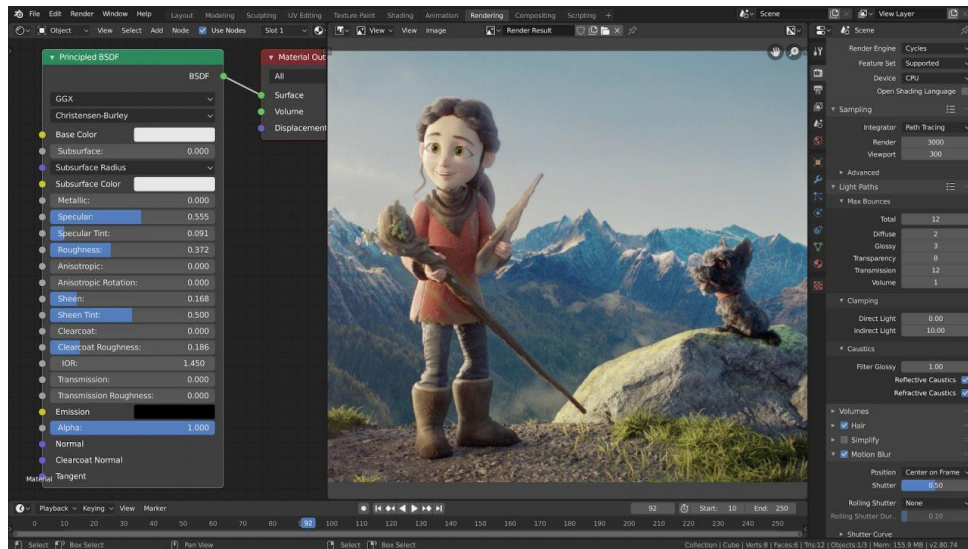 File Edit Render Window Help Layout Modeling Sculpting UV Editing Texture Paint Shading Animation Rendering Compositing Scripting + Scene View Layer
Object View Select Add Node Use Nodes Slot 1 View View Image Render Result Scene
Principled BSDF
BSDF
GGX
Christensen-Burley
Base Color
Subsurface: 0.000
Subsurface Radius
Subsurface Color
Metallic: 0.000
Specular: 0.555
Specular Tint: 0.091
Roughness: 0.372
Anisotropic: 0.000
Anisotropic Rotation: 0.000
Sheen: 0.168
Sheen Tint: 0.500
Clearcoat: 0.000
Clearcoat Roughness: 0.186
IOR: 1.450
Transmission: 0.000
Transmission Roughness: 0.000
Emission
Alpha: 1.000
Normal
Clearcoat Normal
Tangent
Material
Material Out
All
Surface
Volume
Displacement
Render Engine Cycles
Feature Set Supported
Device CPU
Open Shading Language
Sampling
Integrator Path Tracing
Render 3000
Viewport 300
Advanced
Light Paths
Max Bounces
Total 12
Diffuse 2
Glossy 3
Transparency 8
Transmission 12
Volume 1
Clamping
Direct Light 0.00
Indirect Light 10.00
Caustics
Filter Glossy 1.00
Reflective Caustics
Refractive Caustics
Volumes
Hair
Simplify
Motion Blur
Position Center on Frame
Shutter 0.50
Rolling Shutter None
Rolling Shutter Dur.. 0.10
Shutter Curve
Playback Keying View Marker 92 Start: 10 End: 250
0 10 20 30 40 50 60 70 80 92 100 110 120 130 140 150 160 170 180 190 200 210 220 230 240 250
Select Box Select Pan View Select Box Select Collection | Cube | Verts:8 | Faces:6 | Tris:12 | Objects:1/3 | Mem: 155.9 MB | v2.80.74